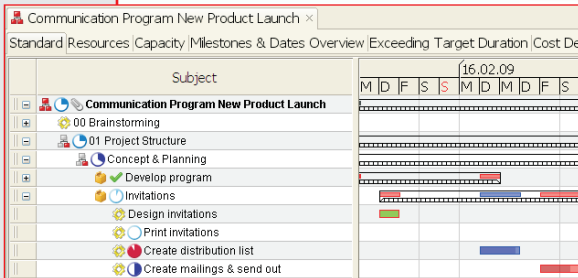 Communication Program New Product Launch
Standard Resources Capacity Milestones & Dates Overview Exceeding Target Duration Cost De
Subject
16.02.09
M D F S S M D M D F S
Communication Program New Product Launch
00 Brainstorming
01 Project Structure
Concept & Planning
Develop program
Invitations
Design invitations
Print invitations
Create distribution list
Create mailings & send out